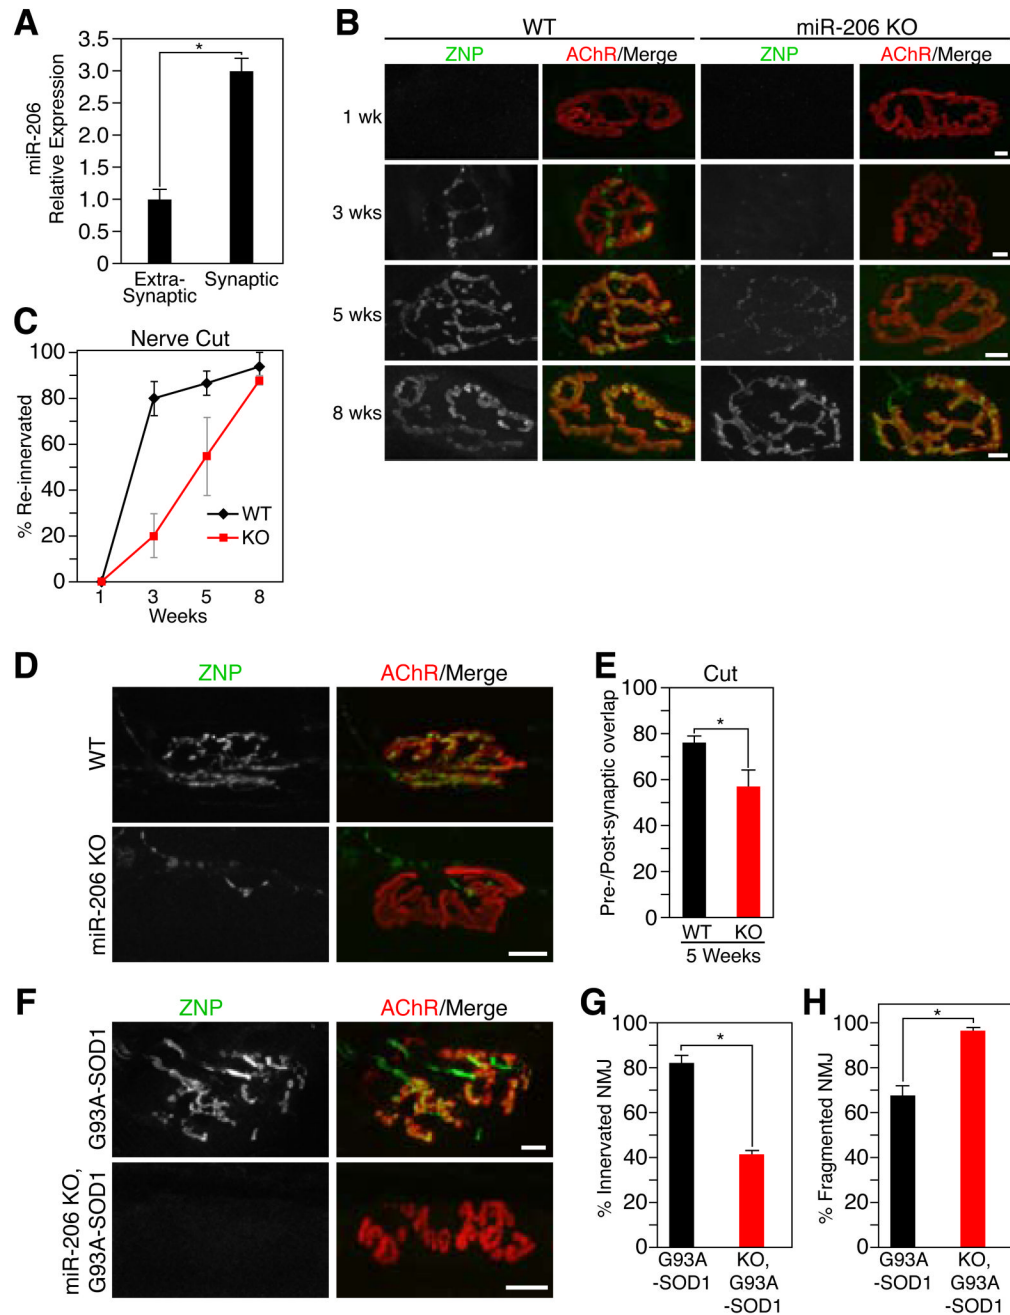 A
3.5
3.0
2.5
2.0
1.5
1.0
0.5
0
miR-206
Relative Expression
*
Extra-
Synaptic
Synaptic
B
WT
miR-206 KO
ZNP
AChR/Merge
ZNP
AChR/Merge
1 wk
3 wks
5 wks
8 wks
C
Nerve Cut
100
80
60
40
20
0
% Re-innervated
WT
KO
1
3
5
8
Weeks
D
ZNP
AChR/Merge
WT
miR-206 KO
E
Cut
100
80
60
40
20
0
Pre-/Post-synaptic overlap
*
WT
KO
5 Weeks
F
ZNP
AChR/Merge
G93A-SOD1
miR-206 KO,
G93A-SOD1
G
100
80
60
40
20
0
% Innervated NMJ
*
G93A
-SOD1
KO,
G93A
-SOD1
H
100
80
60
40
20
0
% Fragmented NMJ
*
G93A
-SOD1
KO,
G93A
-SOD1